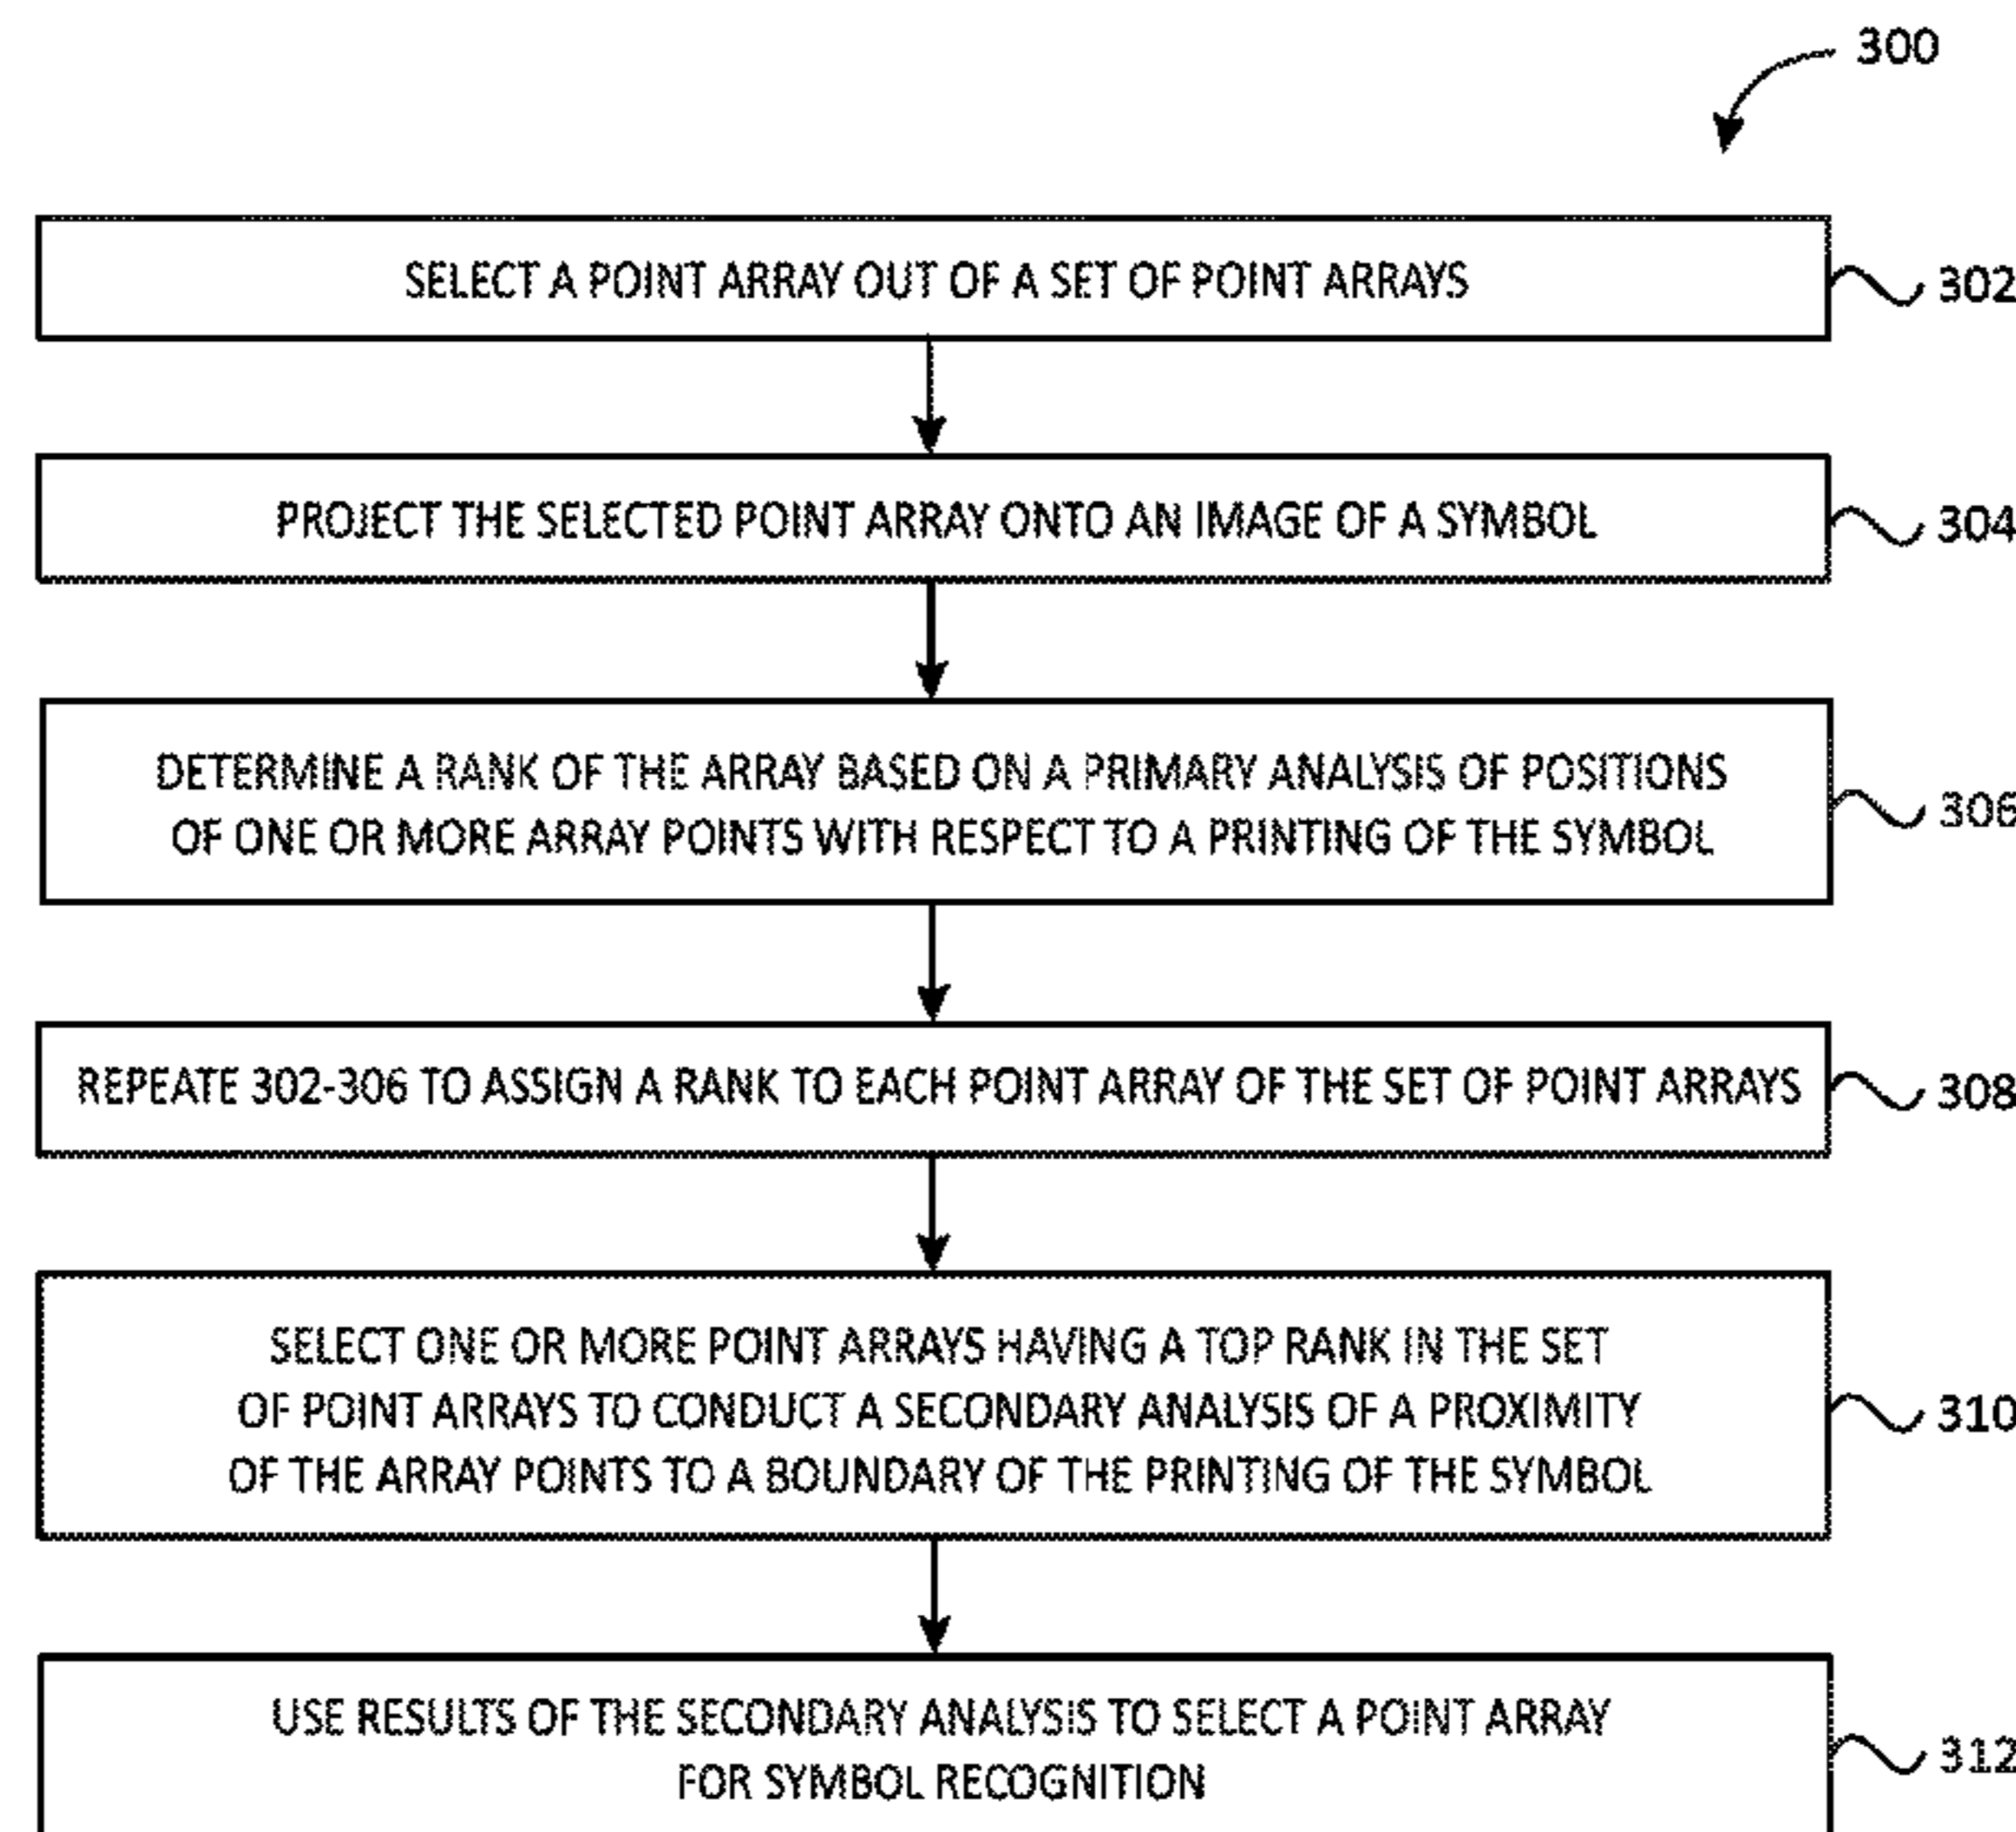 300
SELECT A POINT ARRAY OUT OF A SET OF POINT ARRAYS
302
PROJECT THE SELECTED POINT ARRAY ONTO AN IMAGE OF A SYMBOL
304
DETERMINE A RANK OF THE ARRAY BASED ON A PRIMARY ANALYSIS OF POSITIONS
OF ONE OR MORE ARRAY POINTS WITH RESPECT TO A PRINTING OF THE SYMBOL
306
REPEATE 302-306 TO ASSIGN A RANK TO EACH POINT ARRAY OF THE SET OF POINT ARRAYS
308
SELECT ONE OR MORE POINT ARRAYS HAVING A TOP RANK IN THE SET
OF POINT ARRAYS TO CONDUCT A SECONDARY ANALYSIS OF A PROXIMITY
OF THE ARRAY POINTS TO A BOUNDARY OF THE PRINTING OF THE SYMBOL
310
USE RESULTS OF THE SECONDARY ANALYSIS TO SELECT A POINT ARRAY
FOR SYMBOL RECOGNITION
312